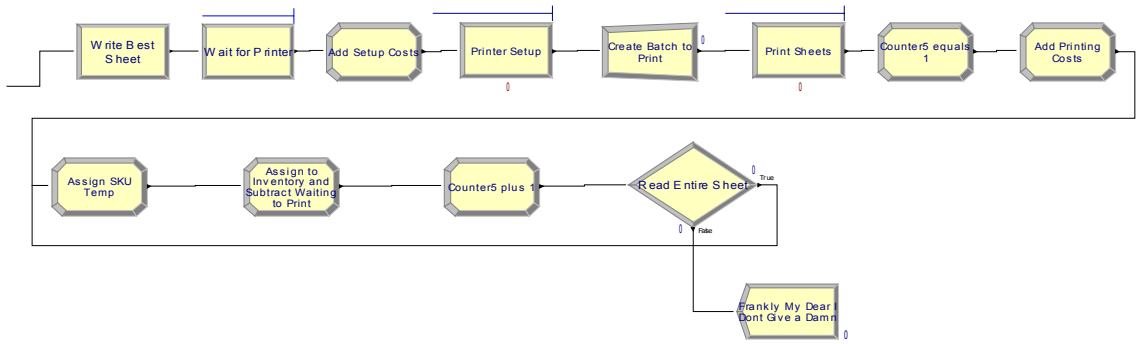 Write Best
Sheet
Wait for Printer
Add Setup Costs
Printer Setup
0
Create Batch to
Print
0
Print Sheets
0
Counter5 equals
1
Add Printing
Costs
Assign SKU
Temp
Assign to
Inventory and
Subtract Waiting
to Print
Counter5 plus 1
Read Entire Sheet
0
True
0
False
Frankly My Dear I
Dont Give a Damn
0